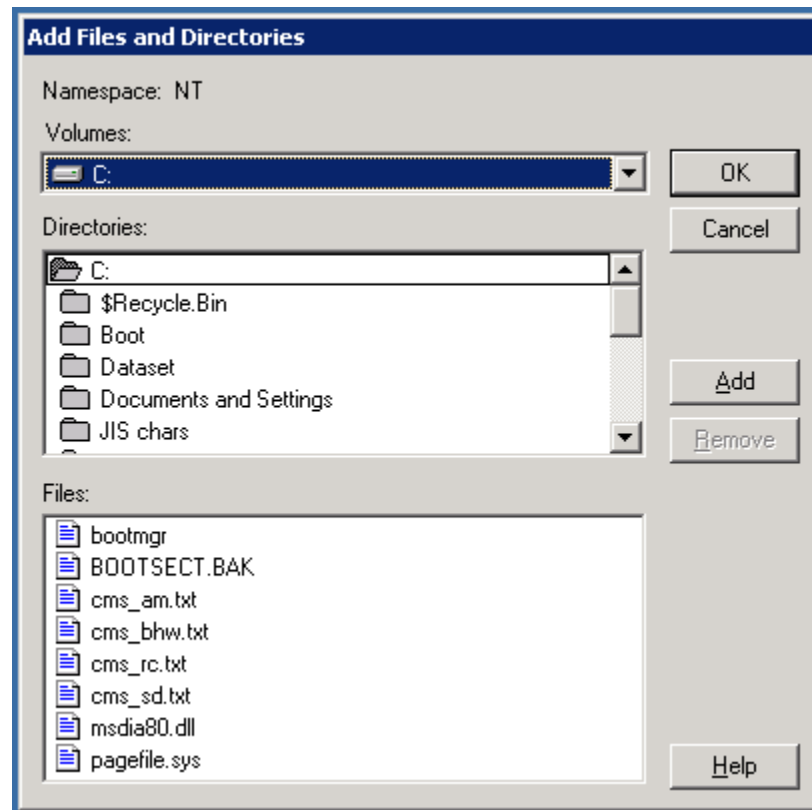 Add Files and Directories
Namespace: NT
Volumes:
C:
OK
Directories:
Cancel
C:
$Recycle.Bin
Boot
Dataset
Add
Documents and Settings
JIS chars
Remove
Files:
bootmgr
BOOTSECT.BAK
cms_am.txt
cms_bhw.txt
cms_rc.txt
cms_sd.txt
msdia80.dll
pagefile.sys
Help